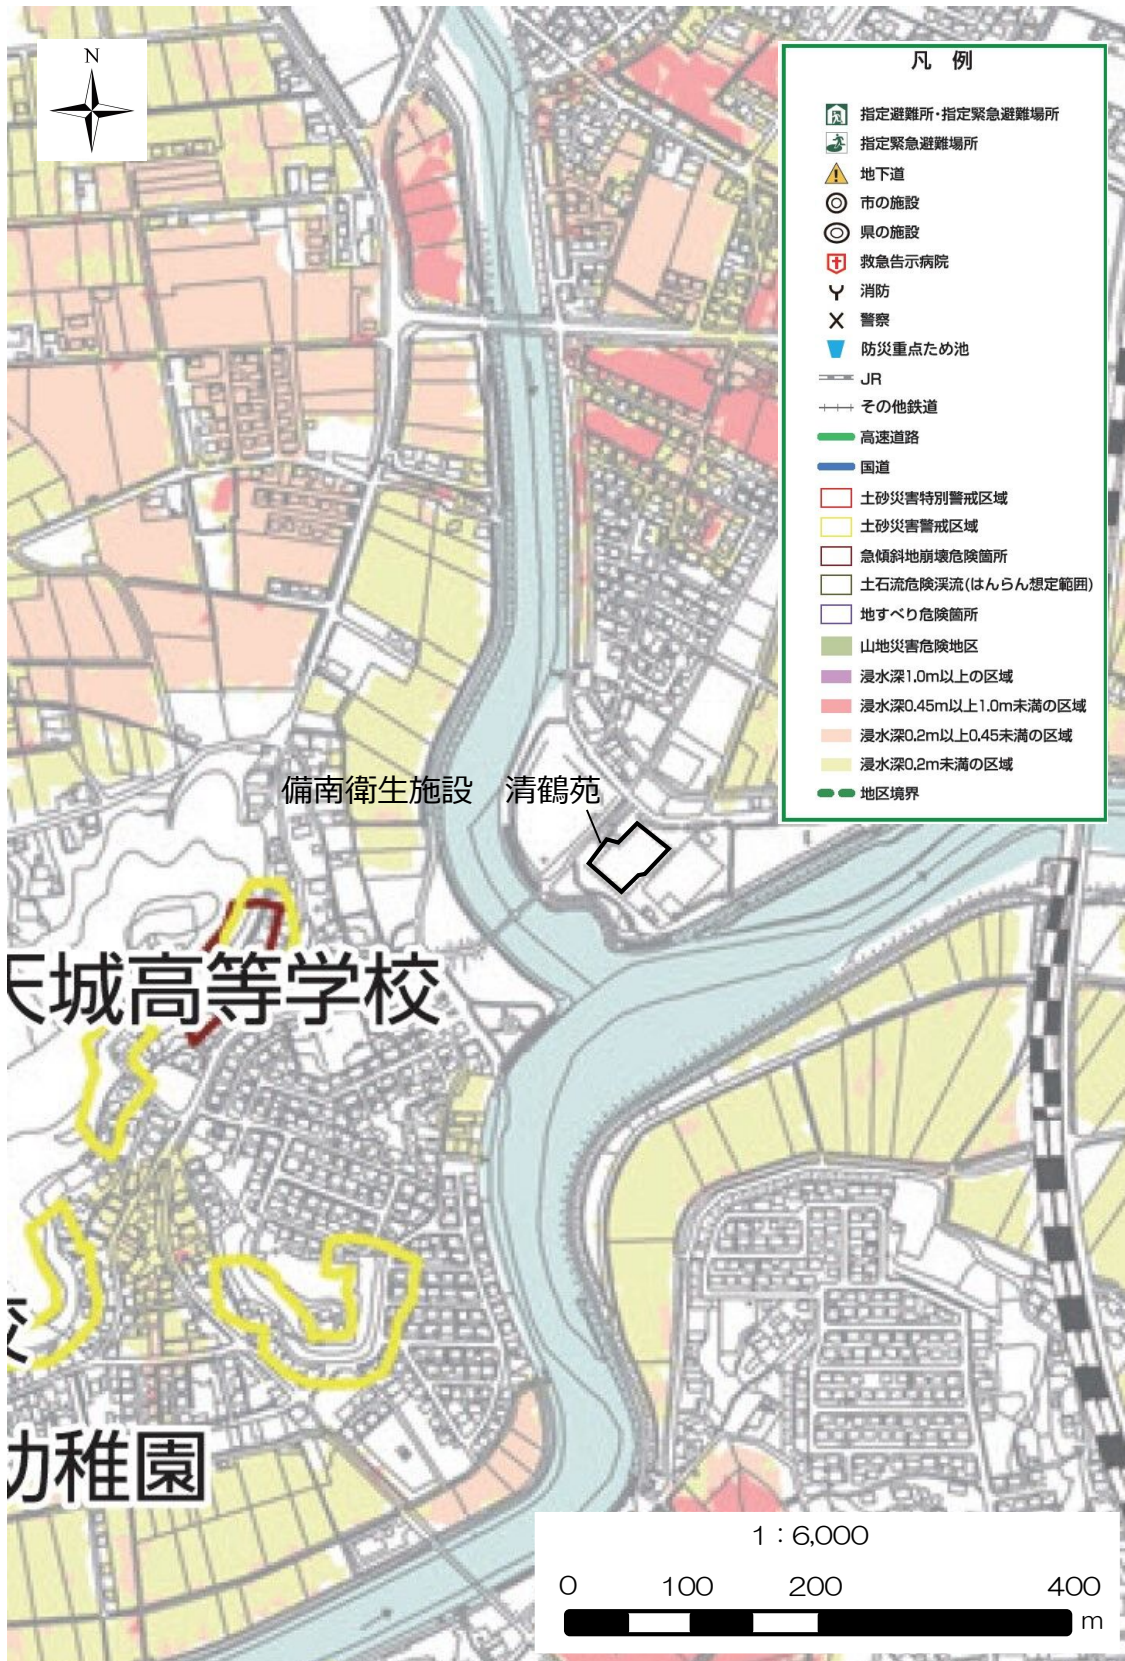 N
凡 例
指定避難所・指定緊急避難場所
指定緊急避難場所
地下道
市の施設
県の施設
救急告示病院
消防
警察
防災重点ため池
JR
その他鉄道
高速道路
国道
土砂災害特別警戒区域
土砂災害警戒区域
急傾斜地崩壊危険箇所
土石流危険渓流(はんらん想定範囲)
地すべり危険箇所
山地災害危険地区
浸水深1.0m以上の区域
浸水深0.45m以上1.0m未満の区域
浸水深0.2m以上0.45未満の区域
浸水深0.2m未満の区域
地区境界
備南衛生施設 清鶴苑
天城高等学校
校
幼稚園
1：6,000
0 100 200 400
m